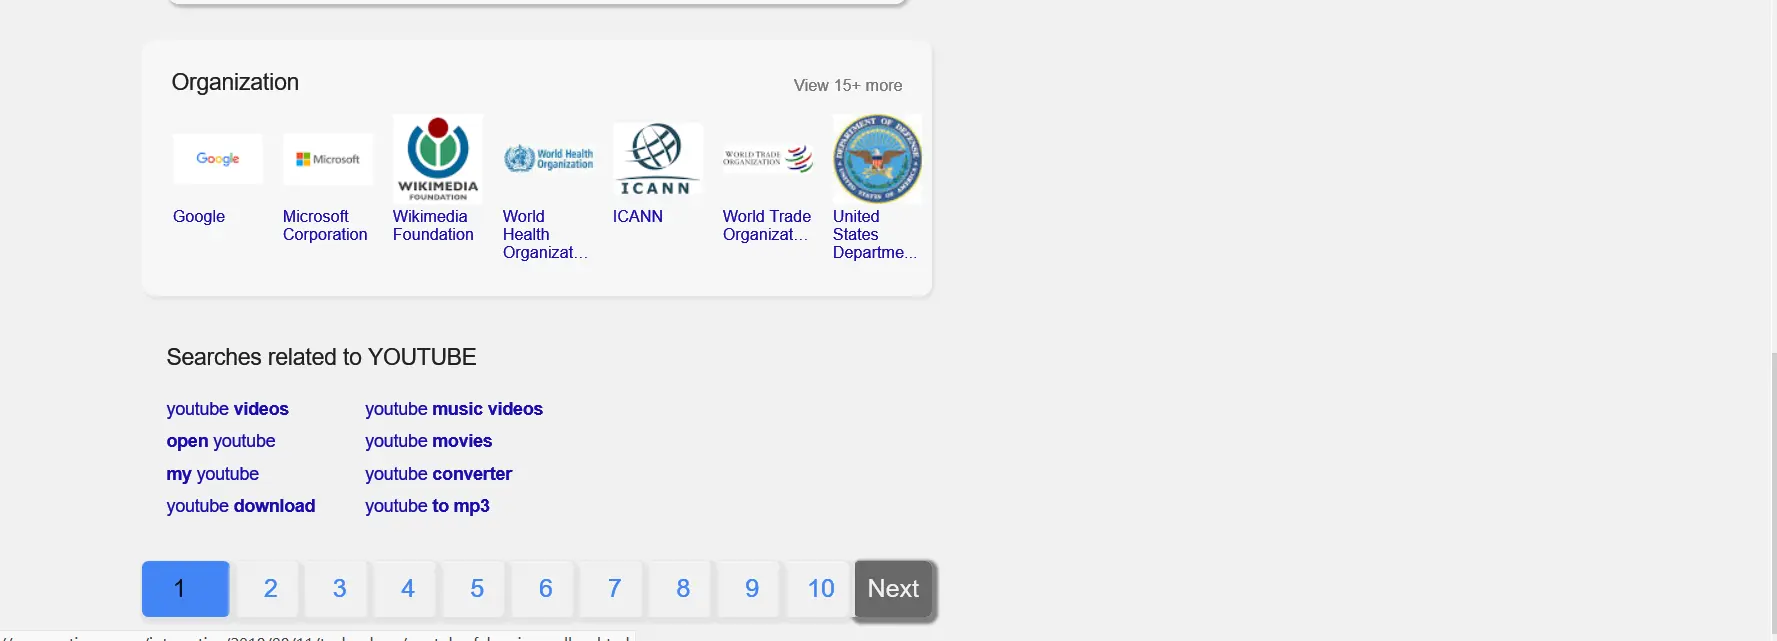 Organization
View 15+ more
Google
Microsoft
WIKIMEDIA
FOUNDATION
World Health
Organization
ICANN
WORLD TRADE
ORGANIZATION
DEPARTMENT OF DEFENSE
UNITED STATES OF AMERICA
Google
Microsoft
Corporation
Wikimedia
Foundation
World
Health
Organizat...
ICANN
World Trade
Organizat...
United
States
Departme...
Searches related to YOUTUBE
youtube videos
open youtube
my youtube
youtube download
youtube music videos
youtube movies
youtube converter
youtube to mp3
1 2 3 4 5 6 7 8 9 10 Next